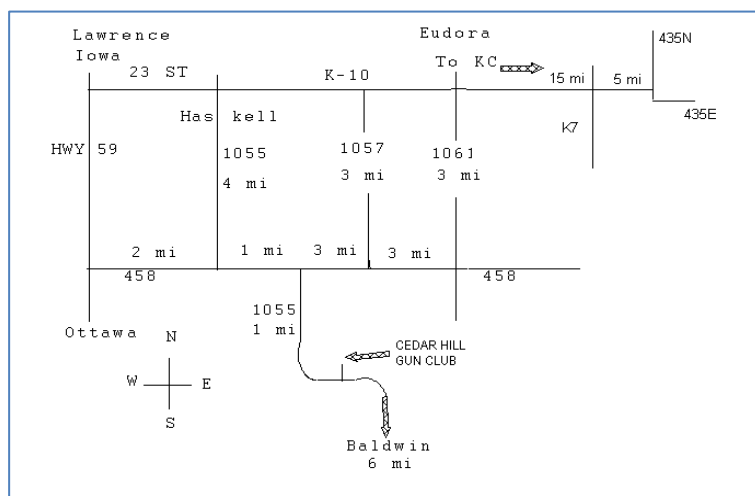 Lawrence
Iowa
23 ST
K-10
Eudora
To KC
15 mi
5 mi
435N
435E
K7
Has kell
HWY 59
1055
4 mi
1057
3 mi
1061
3 mi
2 mi
1 mi
3 mi
3 mi
458
458
Ottawa
1055
1 mi
CEDAR HILL
GUN CLUB
N
W
E
S
Baldwin
6 mi